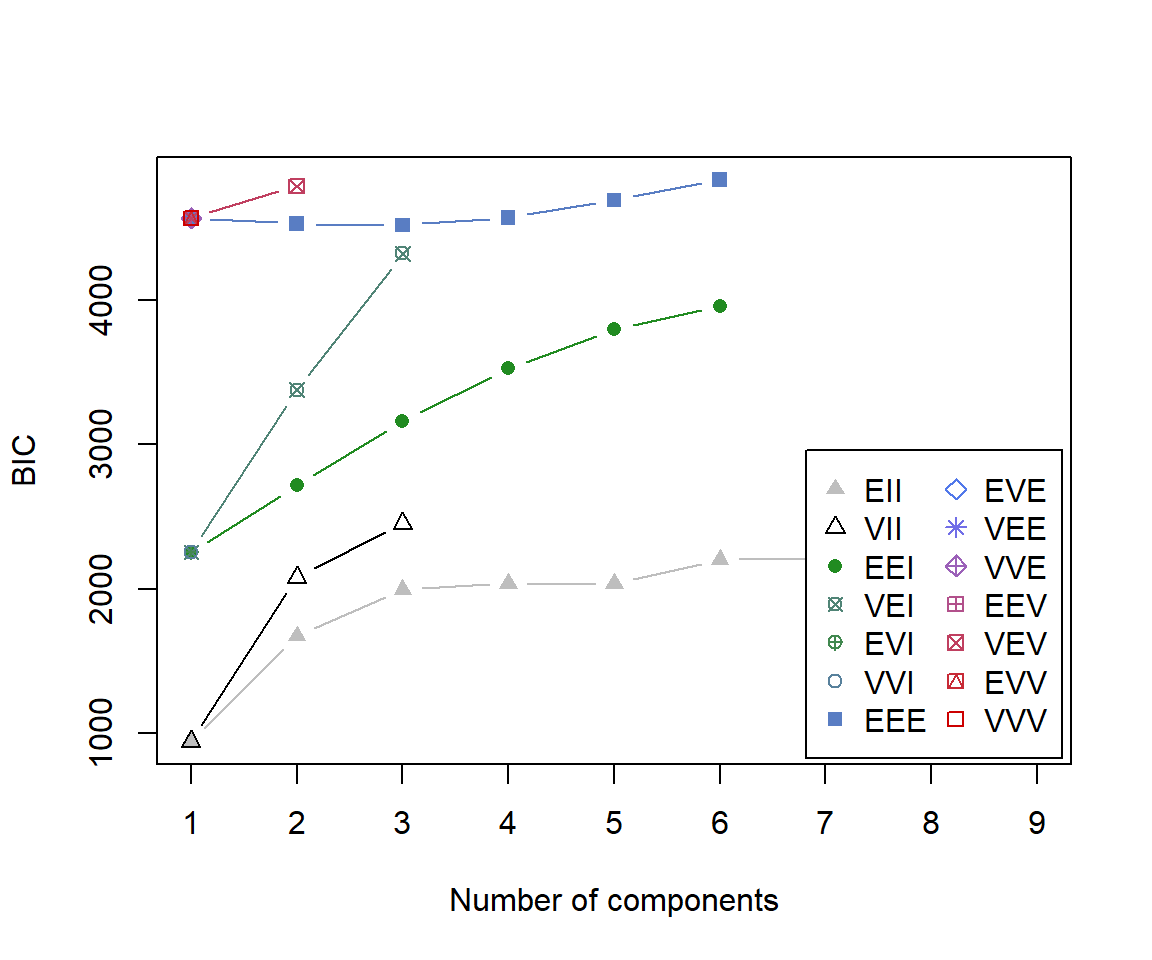 BIC
4000
3000
2000
1000
EII EVE
VII VEE
EEI VVE
VEI EEV
EVI VEV
VVI EVV
EEE VVV
1 2 3 4 5 6 7 8 9
Number of components